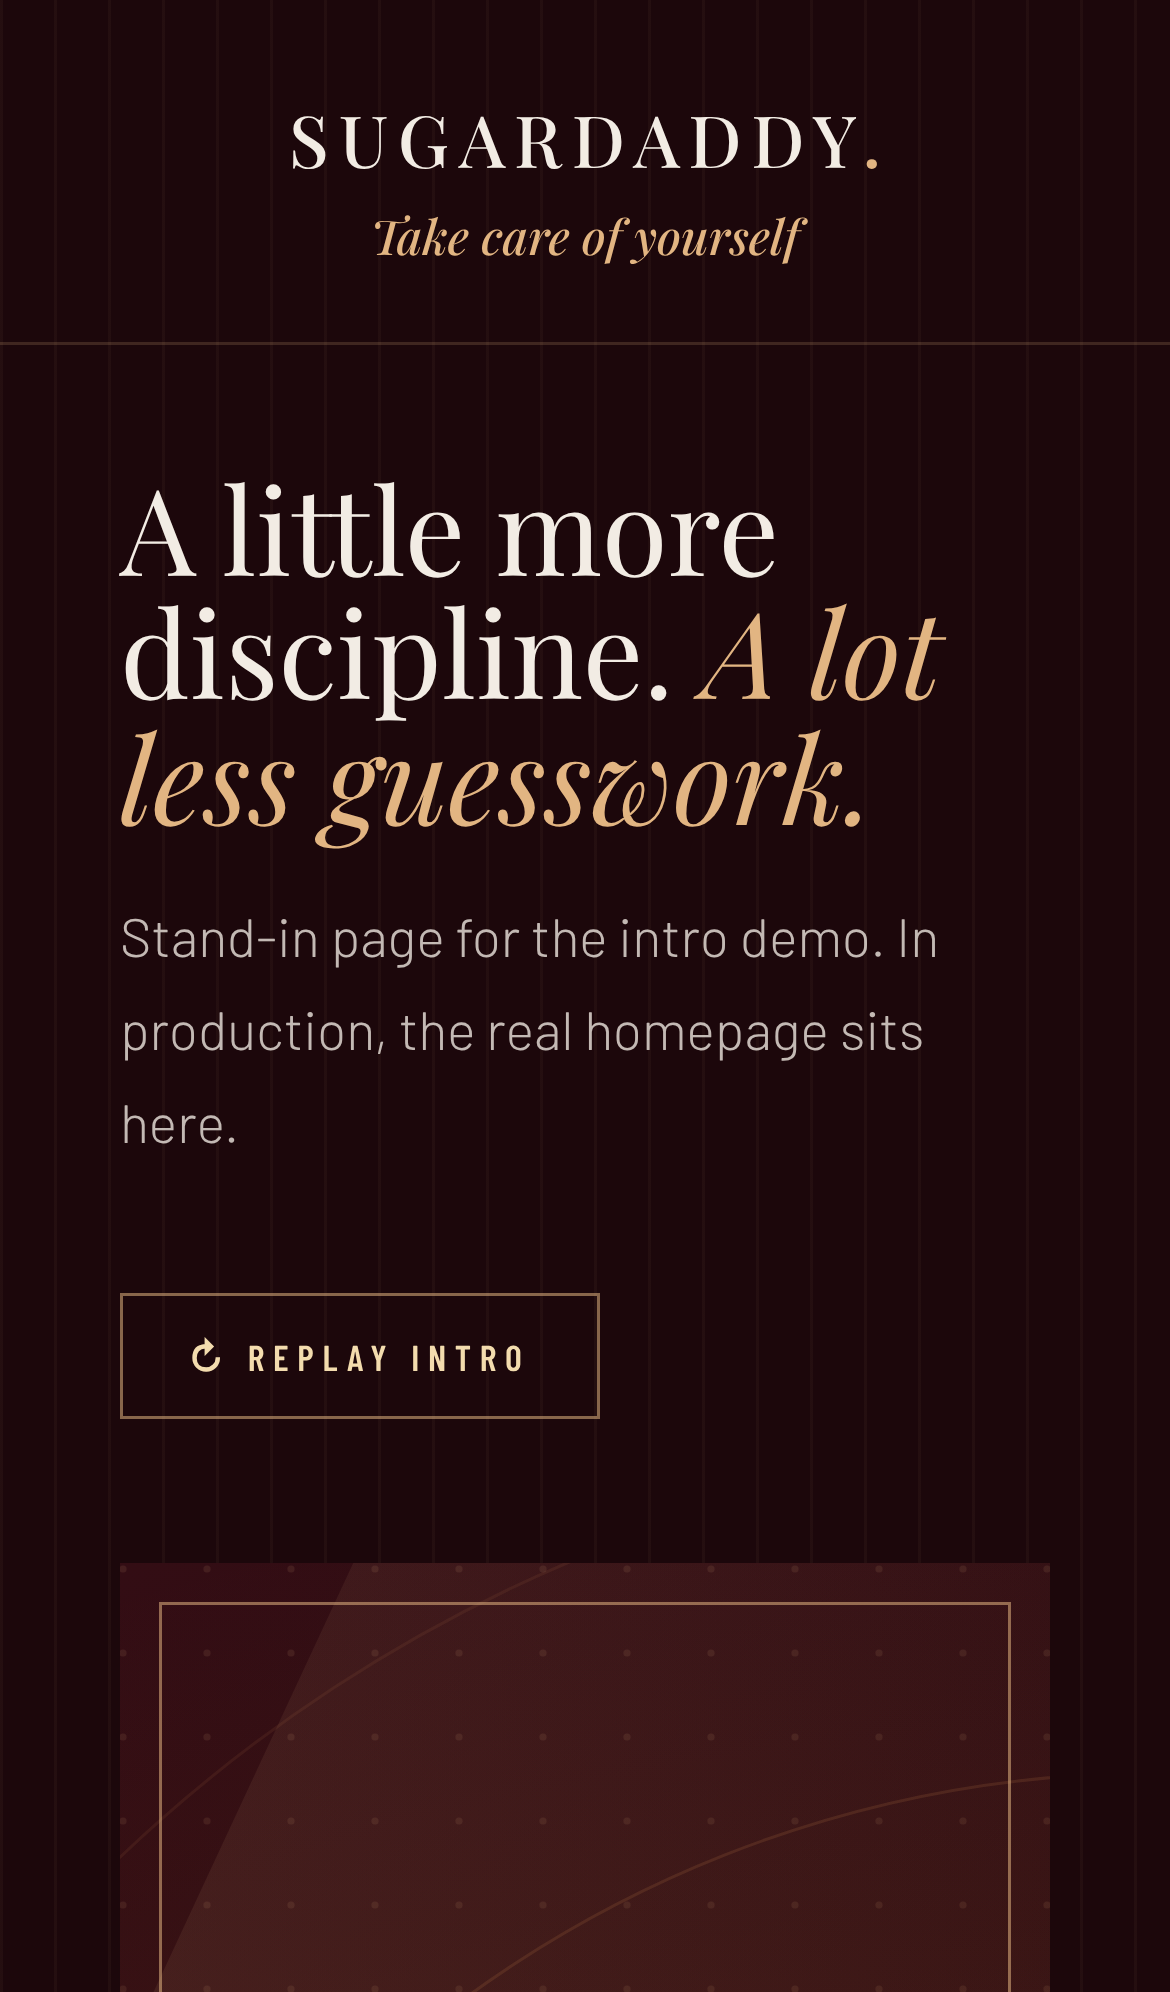 SUGARDADDY.
Take care of yourself
A little more
discipline. A lot
less guesswork.
Stand-in page for the intro demo. In
production, the real homepage sits
here.
↻ REPLAY INTRO